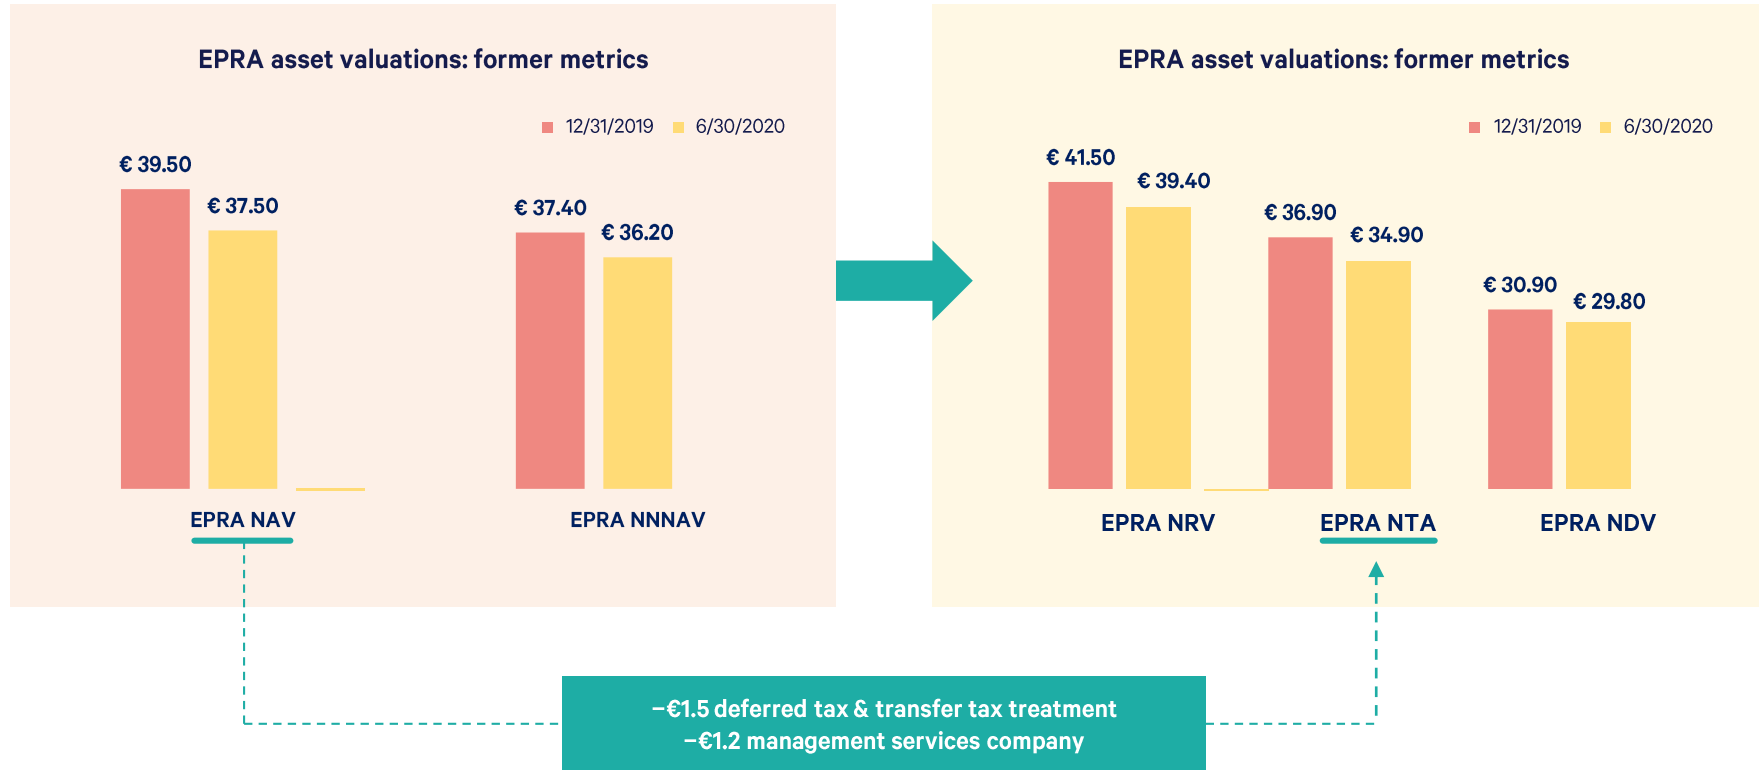 EPRA asset valuations: former metrics
12/31/2019
6/30/2020
€ 39.50
€ 37.50
€ 37.40
€ 36.20
EPRA NAV
EPRA NNNAV
EPRA asset valuations: former metrics
12/31/2019
6/30/2020
€ 41.50
€ 39.40
€ 36.90
€ 34.90
€ 30.90
€ 29.80
EPRA NRV
EPRA NTA
EPRA NDV
–€1.5 deferred tax & transfer tax treatment
–€1.2 management services company